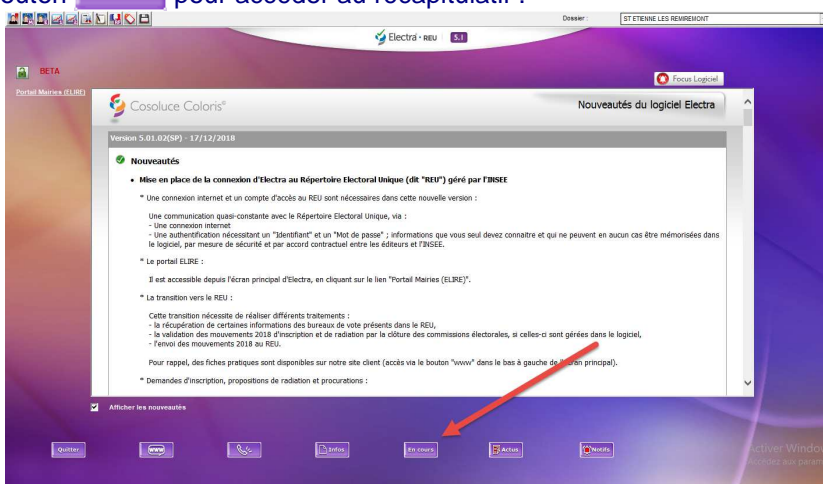 outon pour accéder au récapitulatif :
Dossier : ST ETIENNE LES REMIREMONT
Electra · REU 5.1
BETA
Focus Logiciel
Portail Mairies (ELIRE)
Cosoluce Coloris®
Nouveautés du logiciel Electra
Version 5.01.02(SP) - 17/12/2018
Nouveautés
• Mise en place de la connexion d'Electra au Répertoire Electoral Unique (dit "REU") géré par l'INSEE
* Une connexion internet et un compte d'accès au REU sont nécessaires dans cette nouvelle version :
Une communication quasi-constante avec le Répertoire Electoral Unique, via :
- Une connexion internet
- Une authentification nécessitant un "Identifiant" et un "Mot de passe" ; informations que vous seul devez connaitre et qui ne peuvent en aucun cas être mémorisées dans
le logiciel, par mesure de sécurité et par accord contractuel entre les éditeurs et l'INSEE.
* Le portail ELIRE :
Il est accessible depuis l'écran principal d'Electra, en cliquant sur le lien "Portail Mairies (ELIRE)".
* La transition vers le REU :
Cette transition nécessite de réaliser différents traitements :
- la récupération de certaines informations des bureaux de vote présents dans le REU,
- la validation des mouvements 2018 d'inscription et de radiation par la clôture des commissions électorales, si celles-ci sont gérées dans le logiciel,
- l'envoi des mouvements 2018 au REU.
Pour rappel, des fiches pratiques sont disponibles sur notre site client (accès via le bouton "www" dans le bas à gauche de l'écran principal).
* Demandes d'inscription, propositions de radiation et procurations :
Afficher les nouveautés
Quitter www Infos En cours Actus Notifs
Activer Windo
Accédez aux param